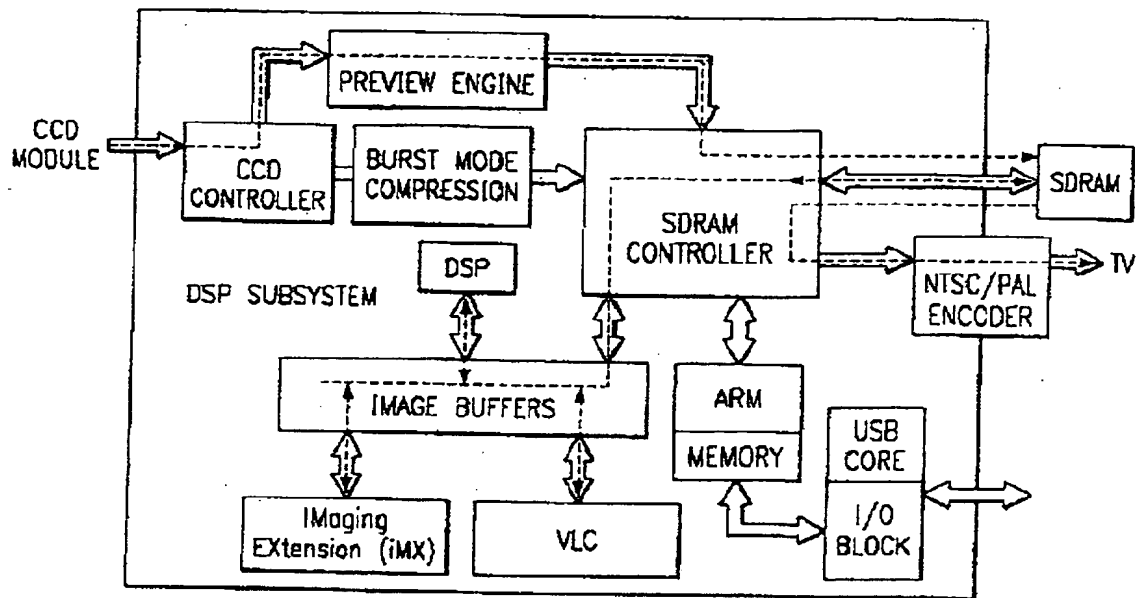 PREVIEW ENGINE
CCD
MODULE
CCD
CONTROLLER
BURST MODE
COMPRESSION
SDRAM
CONTROLLER
SDRAM
DSP
DSP SUBSYSTEM
NTSC/PAL
ENCODER
TV
IMAGE BUFFERS
ARM
MEMORY
USB
CORE
I/O
BLOCK
IMaging
EXtension (iMX)
VLC